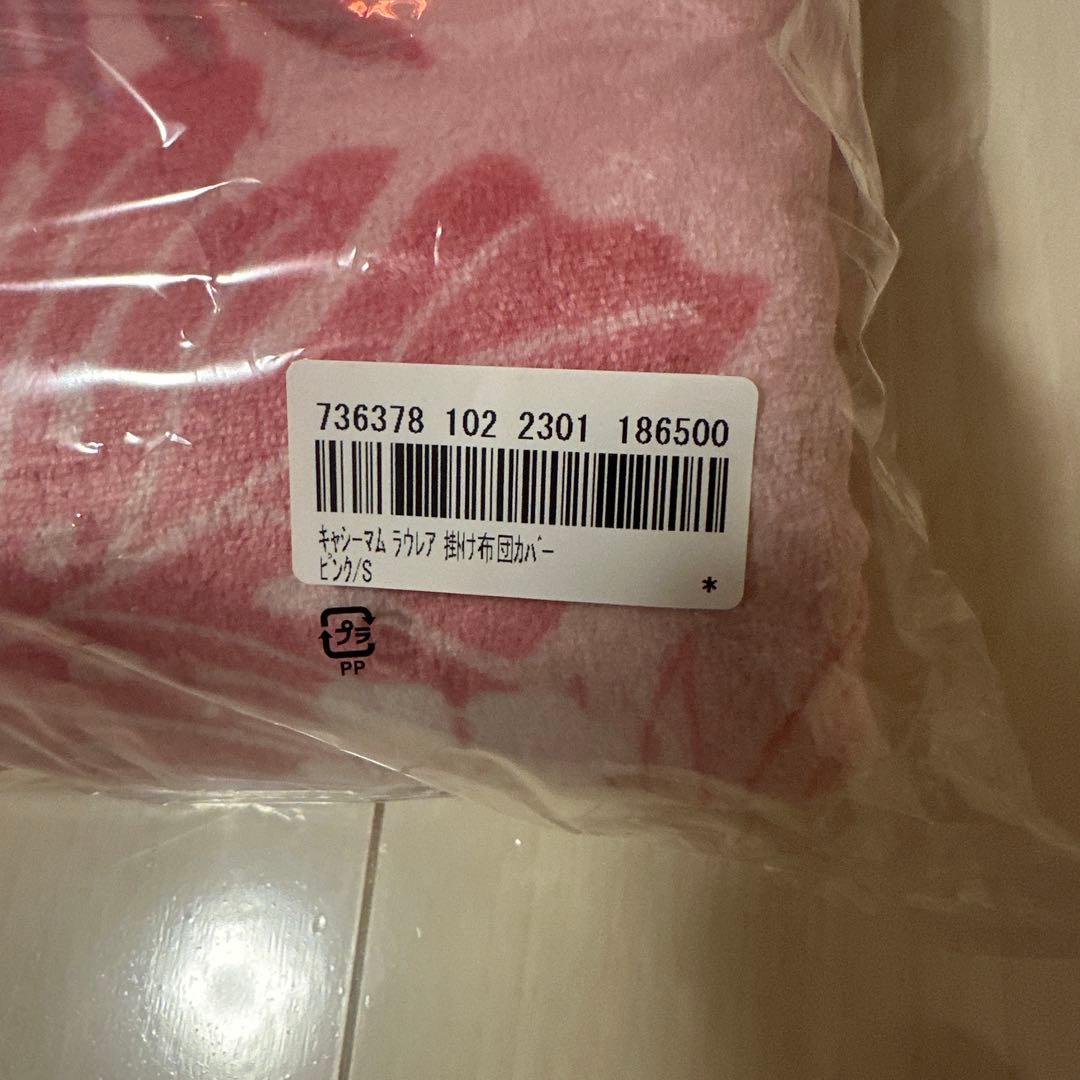 736378 102 2301 186500
ｷｬｼｰﾏﾑ ﾗｳﾚｱ 掛け布団ｶﾊﾞｰ
ﾋﾟﾝｸ/S
*
プラ
PP